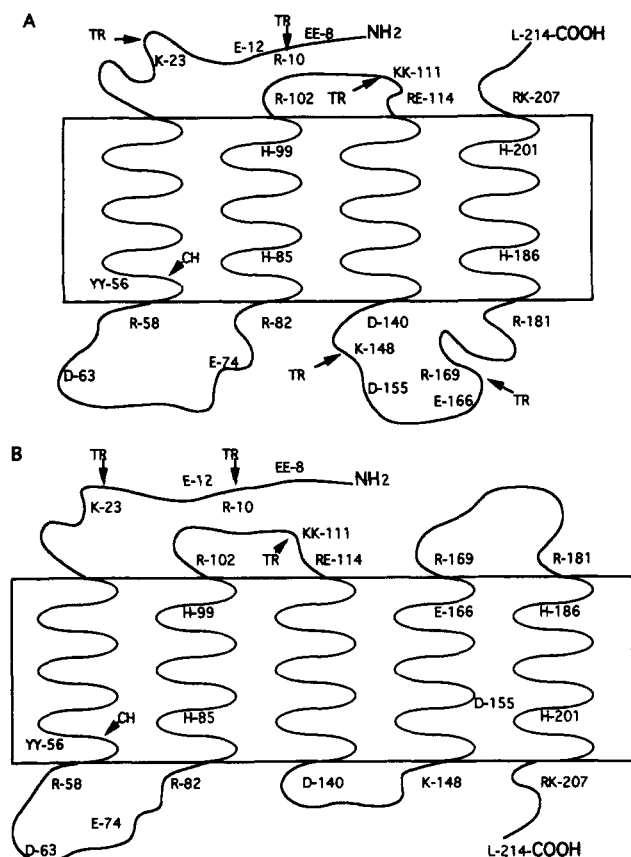 A
TR
E-12
TR
EE-8
NH2
L-214-COOH
K-23
R-10
R-102
TR
KK-111
RE-114
RK-207
H-99
H-201
CH
H-85
H-186
YY-56
R-58
R-82
D-140
R-181
D-63
E-74
TR
K-148
D-155
R-169
E-166
TR
B
TR
TR
E-12
EE-8
NH2
K-23
R-10
R-102
TR
KK-111
RE-114
R-169
R-181
H-99
E-166
H-186
D-155
CH
H-85
H-201
YY-56
R-58
R-82
D-140
K-148
RK-207
E-74
D-63
L-214-COOH